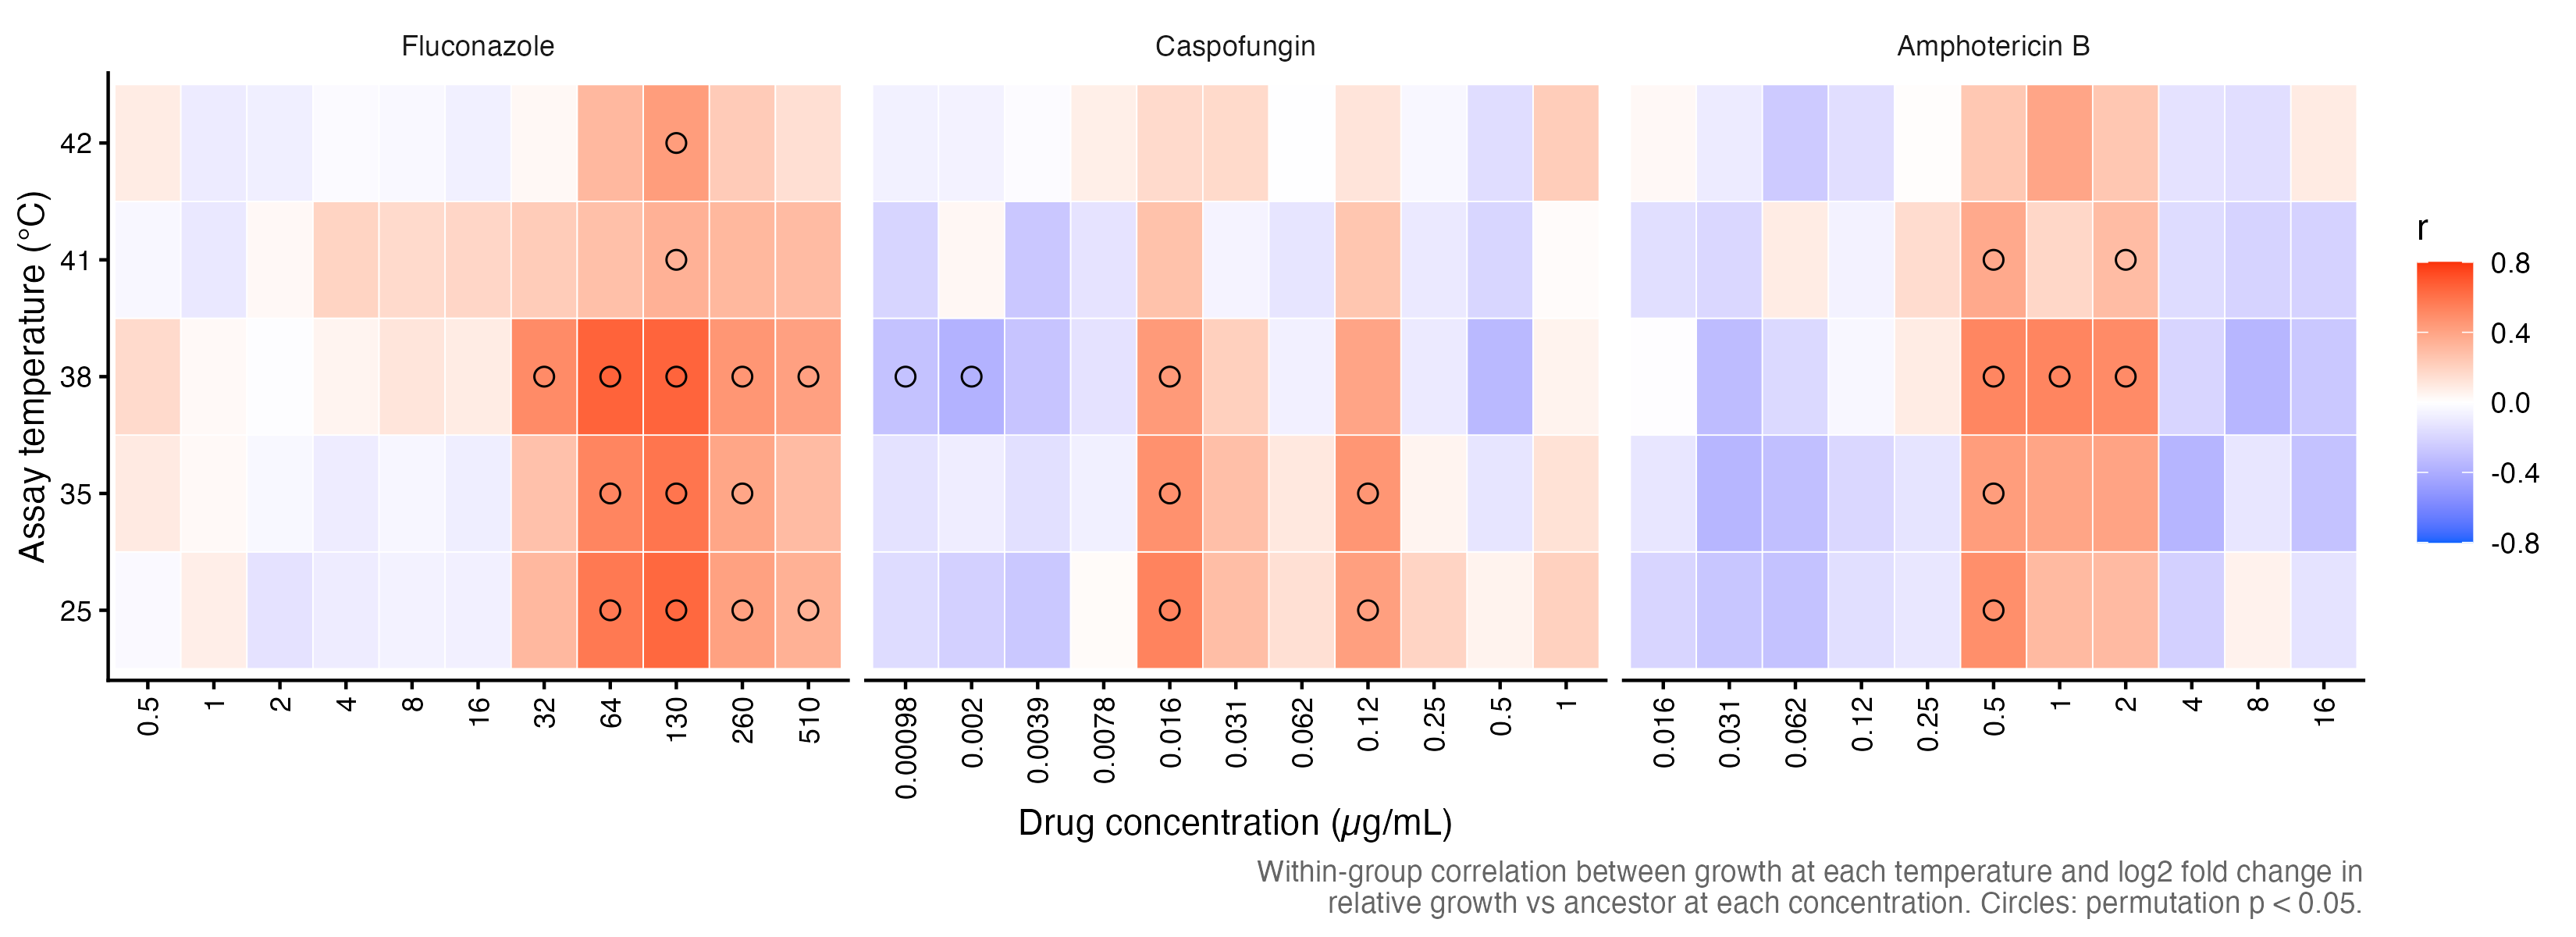 Fluconazole
Caspofungin
Amphotericin B
Assay temperature (°C)
42
41
38
35
25
0.5 1 2 4 8 16 32 64 130 260 510
0.00098 0.002 0.0039 0.0078 0.016 0.031 0.062 0.12 0.25 0.5 1
0.016 0.031 0.062 0.12 0.25 0.5 1 2 4 8 16
Drug concentration (µg/mL)
r
0.8
0.4
0.0
-0.4
-0.8
Within-group correlation between growth at each temperature and log2 fold change in
relative growth vs ancestor at each concentration. Circles: permutation p < 0.05.